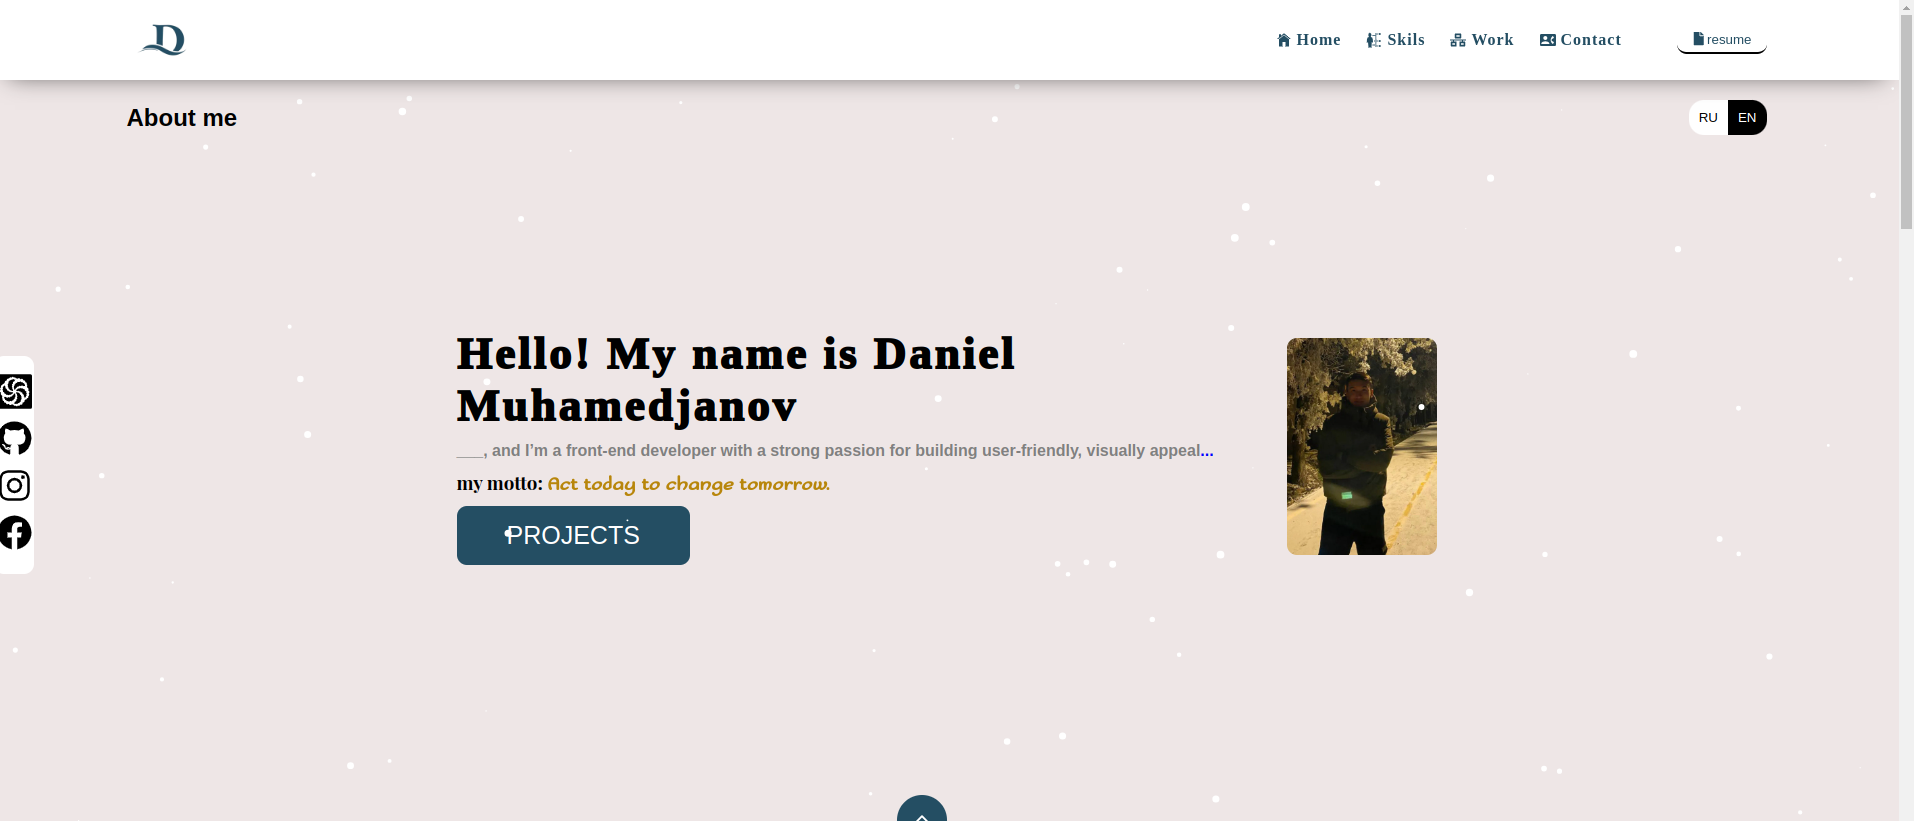 D
Home Skils Work Contact resume
About me
RU EN
Hello! My name is Daniel
Muhamedjanov
___, and I’m a front-end developer with a strong passion for building user-friendly, visually appeal...
my motto: Act today to change tomorrow.
PROJECTS